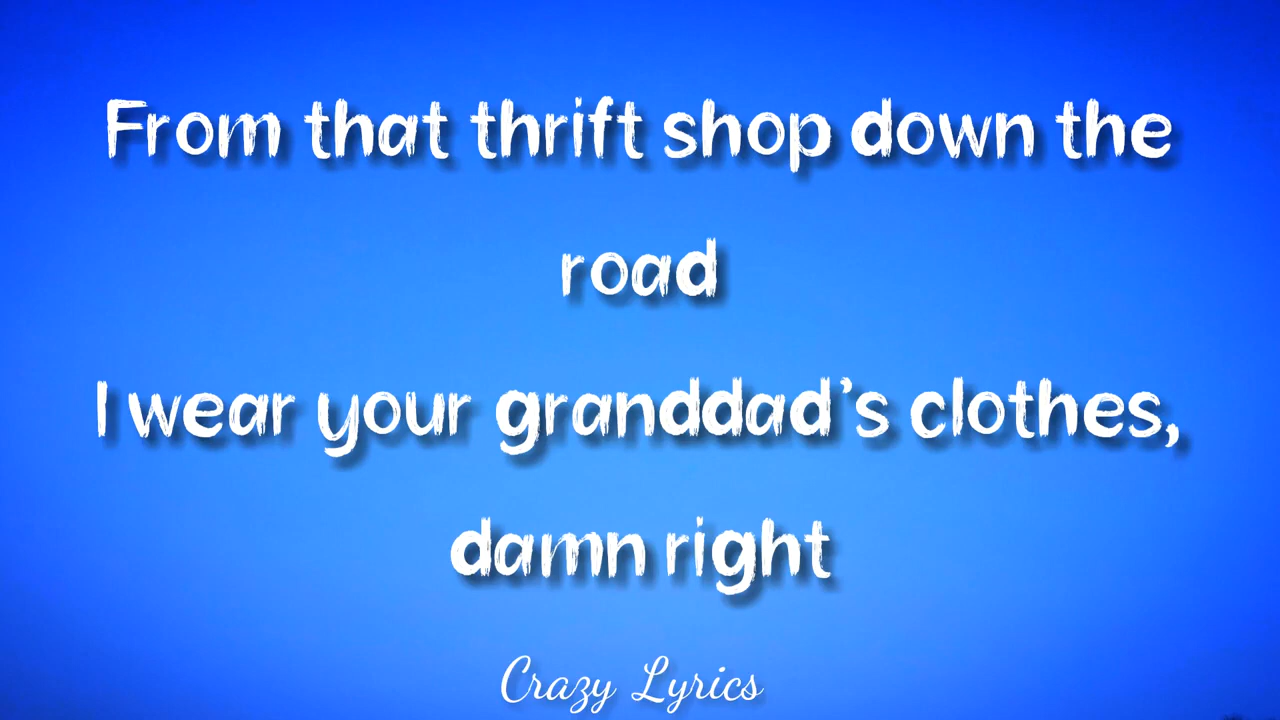 From that thrift shop down the
road
I wear your granddad's clothes,
damn right
Crazy Lyrics